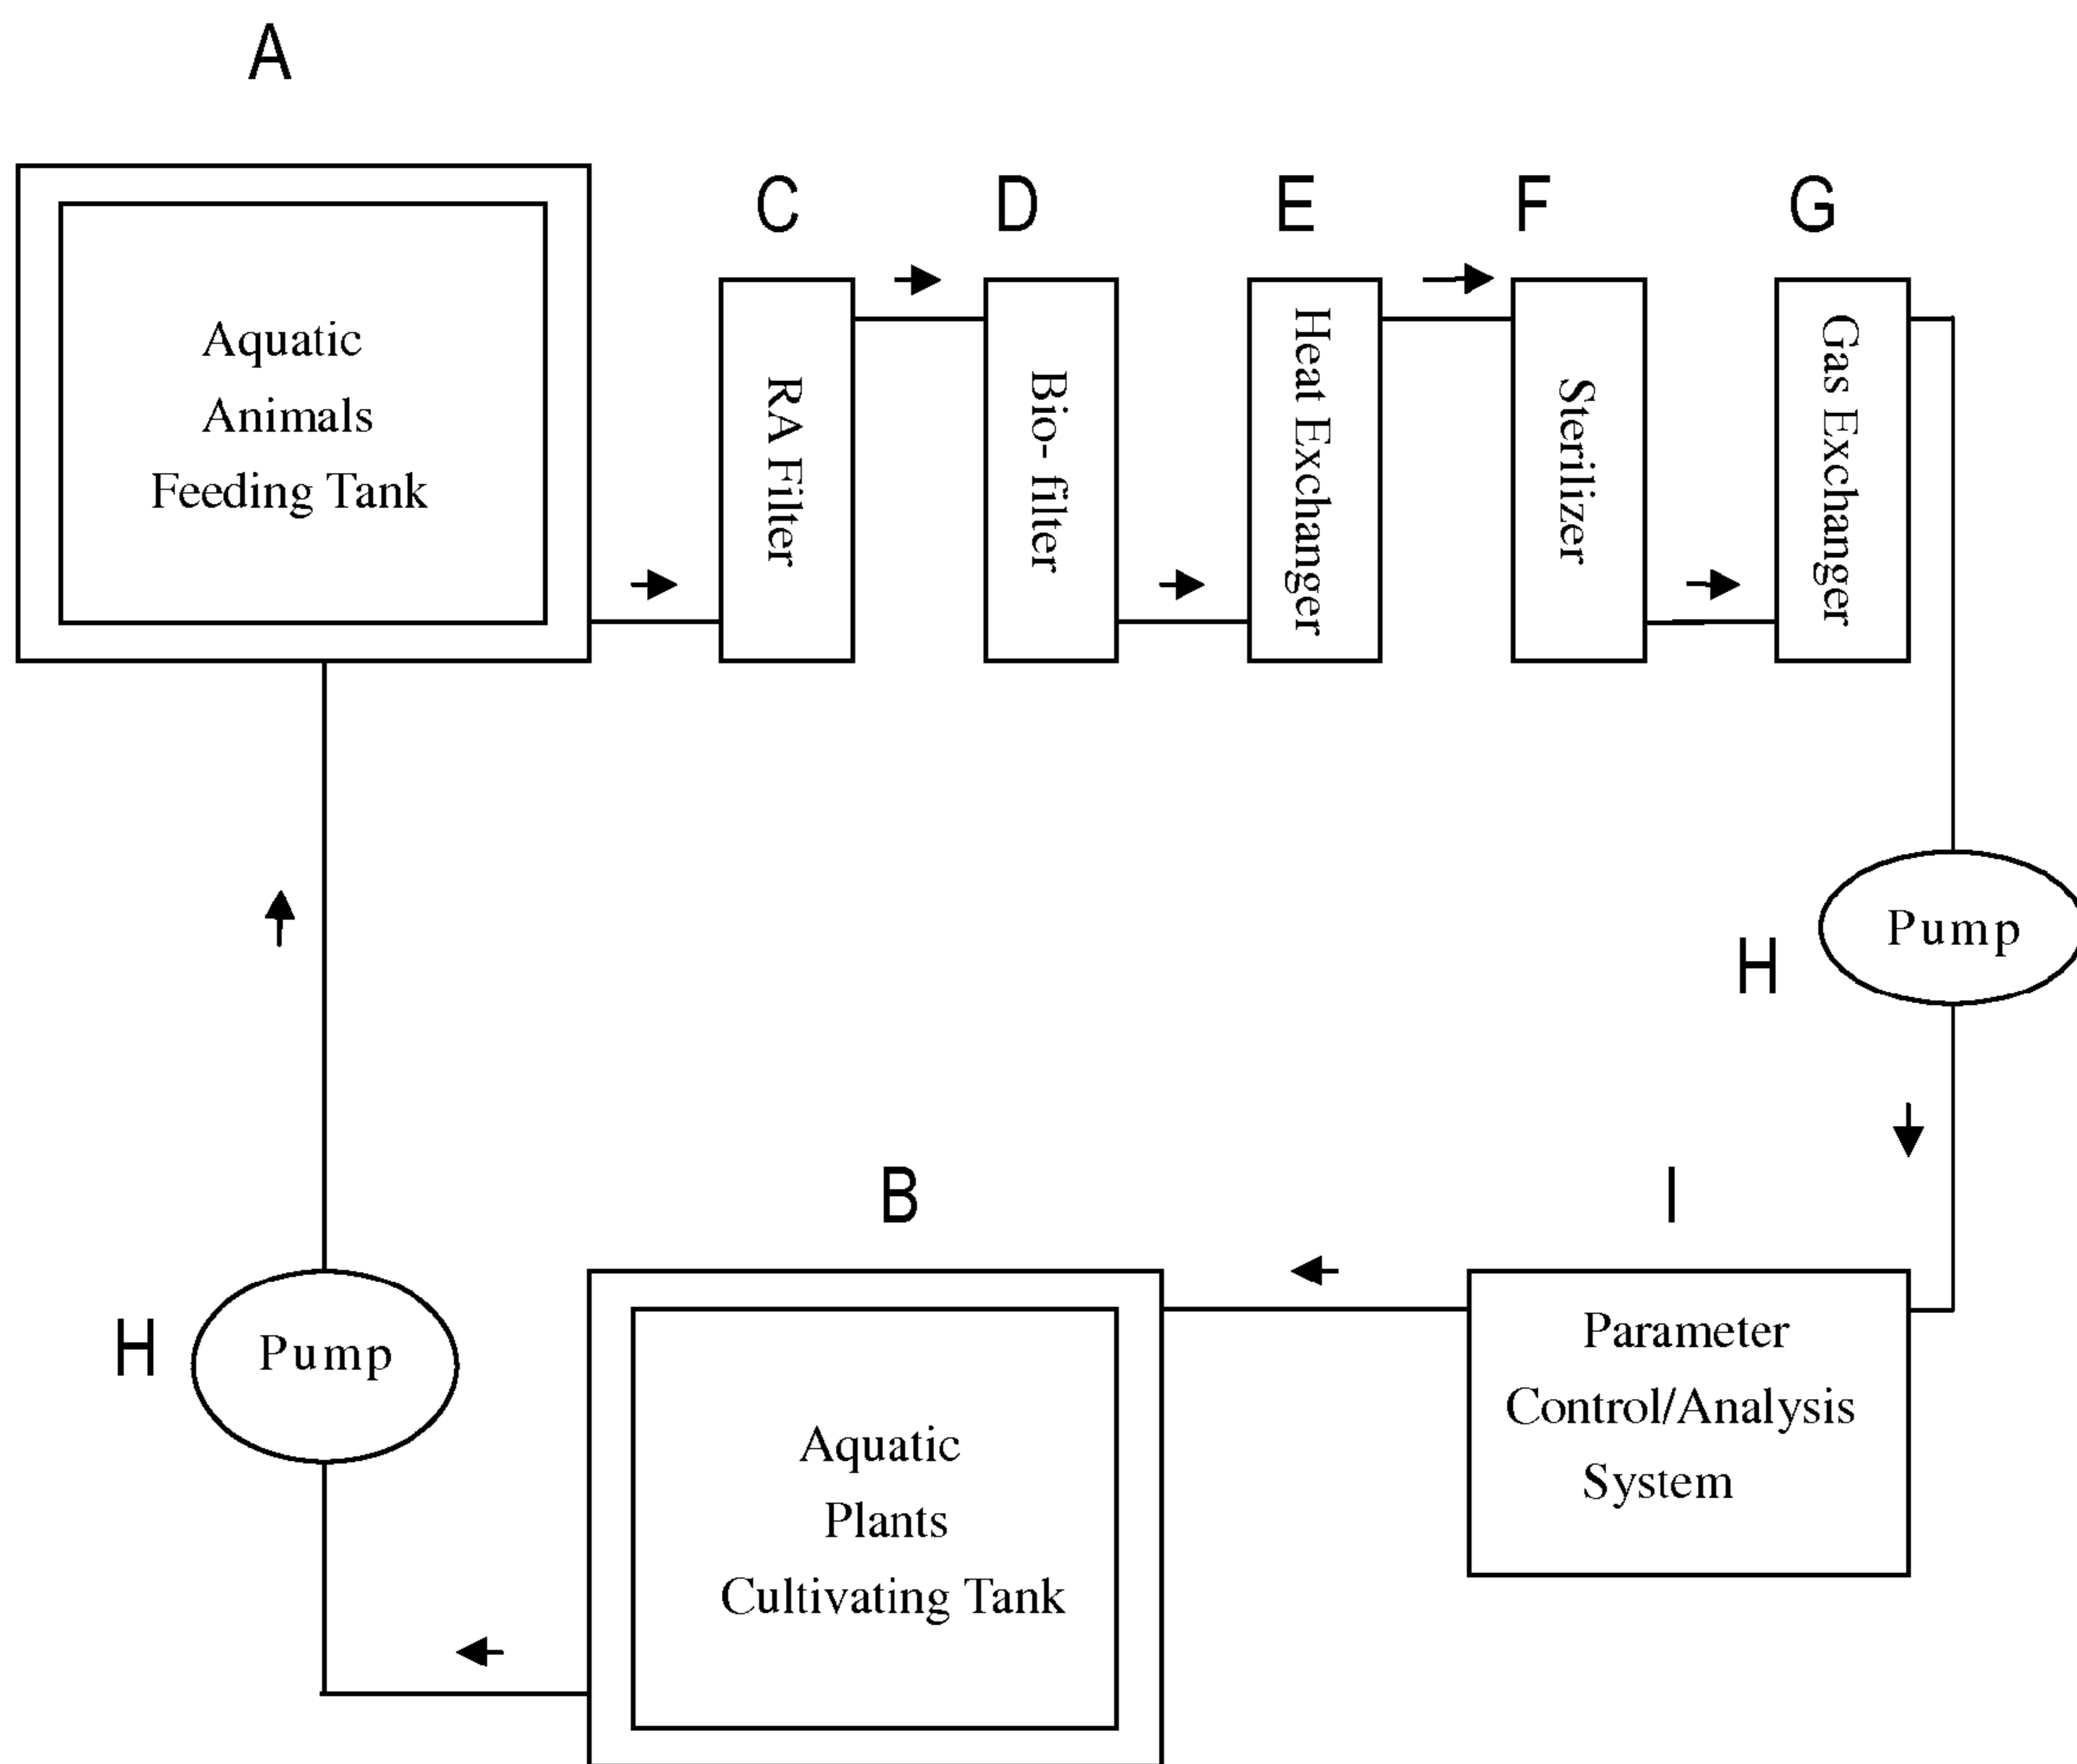 A
Aquatic
Animals
Feeding Tank
C
RA Filter
D
Bio- filter
E
Heat Exchanger
F
Sterilizer
G
Gas Exchanger
H
Pump
I
Parameter
Control/Analysis
System
B
Aquatic
Plants
Cultivating Tank
H
Pump